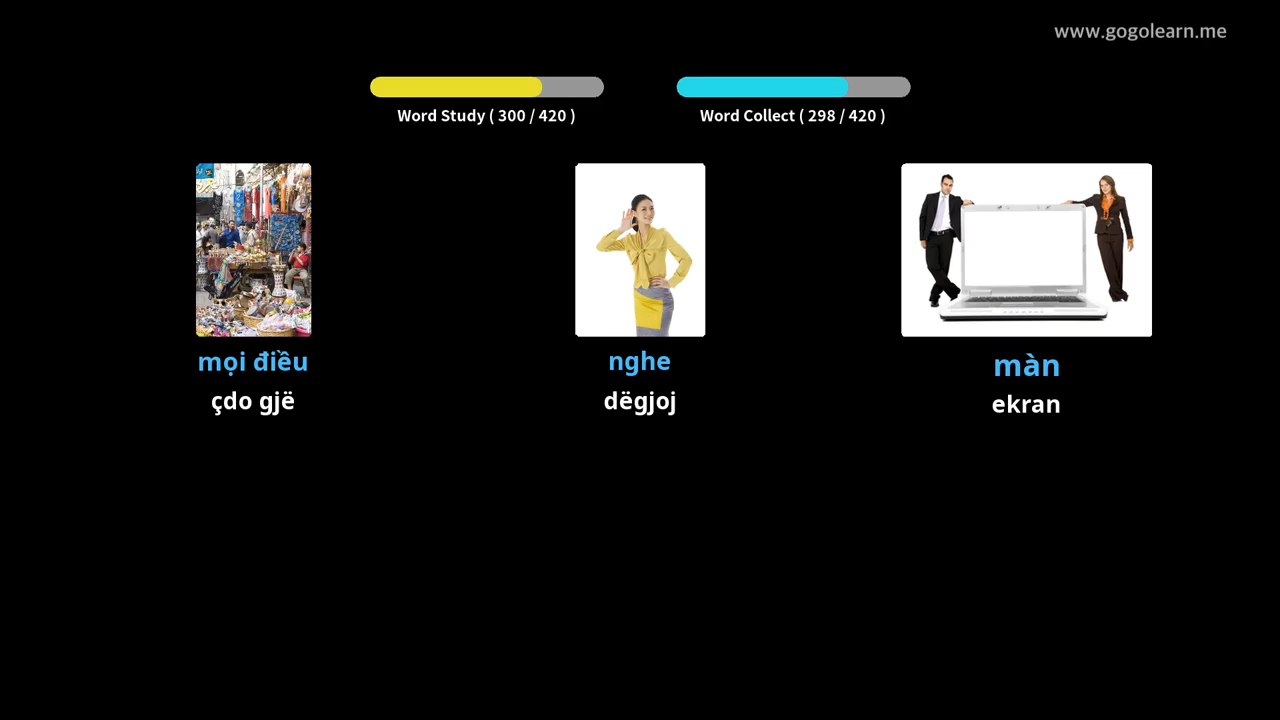 www.gogolearn.me
Word Study ( 300 / 420 )
Word Collect ( 298 / 420 )
mọi điều
çdo gjë
nghe
dëgjoj
màn
ekran